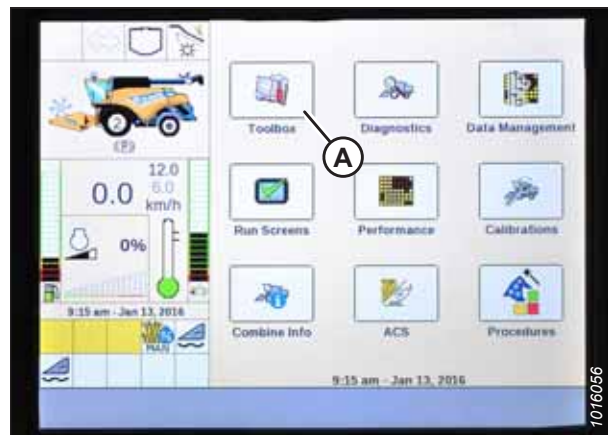 Toolbox
Diagnostics
Data Management
A
2
(P)
12.0
6.0
0.0
km/h
Run Screens
Performance
Calibrations
0%
9:15 am - Jan 13, 2016
MAN
Combine Info
ACS
Procedures
9:15 am - Jan 13, 2016
1016056